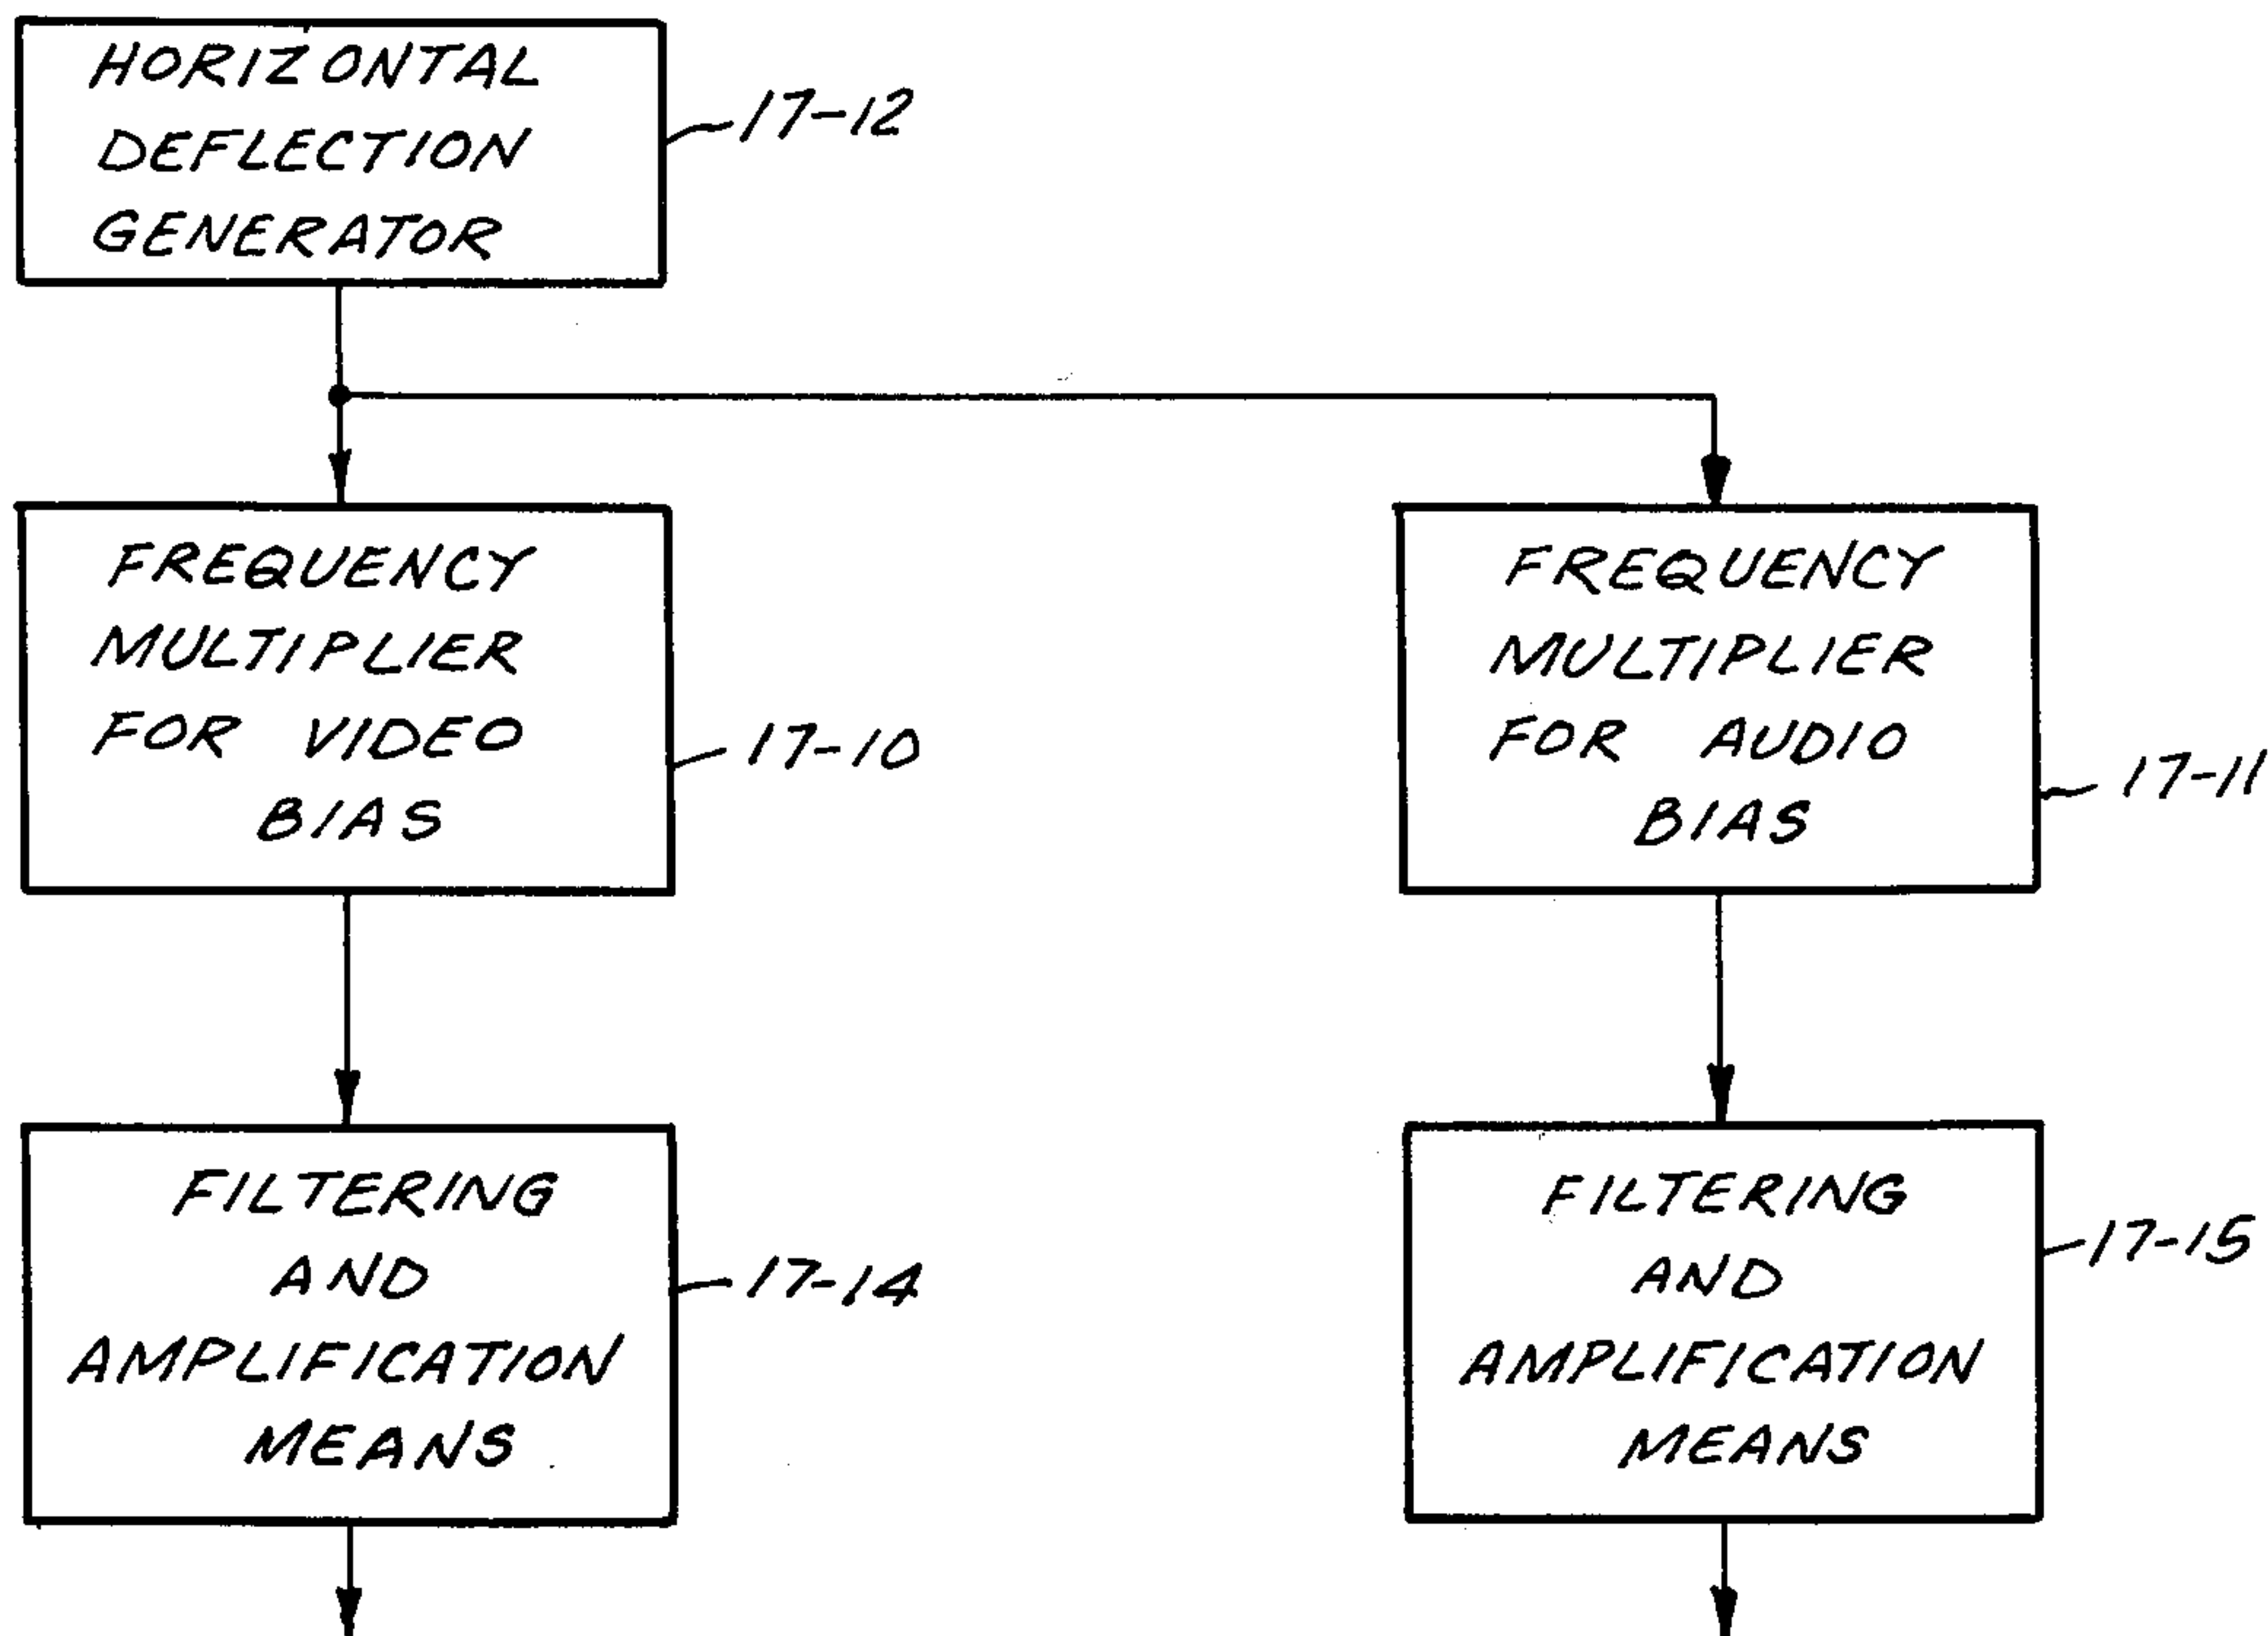 HORIZONTAL
DEFLECTION
GENERATOR
17-12
FREQUENCY
MULTIPLIER
FOR VIDEO
BIAS
17-10
FREQUENCY
MULTIPLIER
FOR AUDIO
BIAS
17-11
FILTERING
AND
AMPLIFICATION
MEANS
17-14
FILTERING
AND
AMPLIFICATION
MEANS
17-15